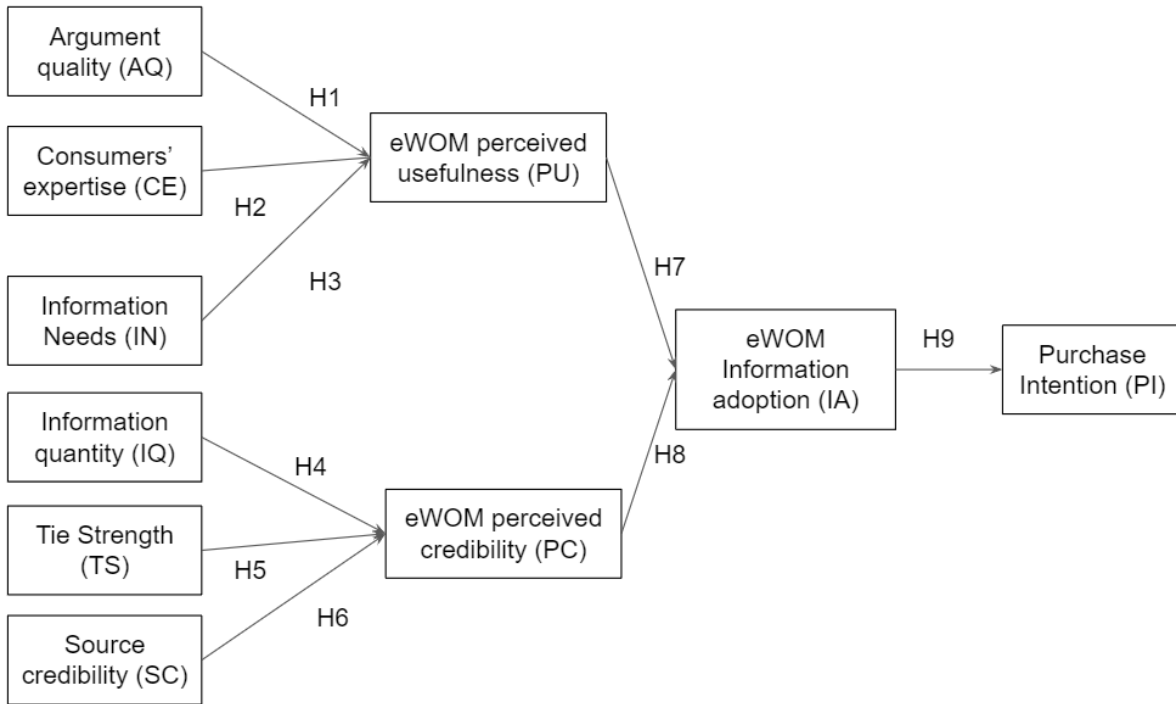 Argument
quality (AQ)
H1
Consumers’
expertise (CE)
eWOM perceived
usefulness (PU)
H2
H3
Information
Needs (IN)
H7
eWOM
Information
adoption (IA)
H9
Purchase
Intention (PI)
Information
quantity (IQ)
H4
H8
eWOM perceived
credibility (PC)
Tie Strength
(TS)
H5
H6
Source
credibility (SC)